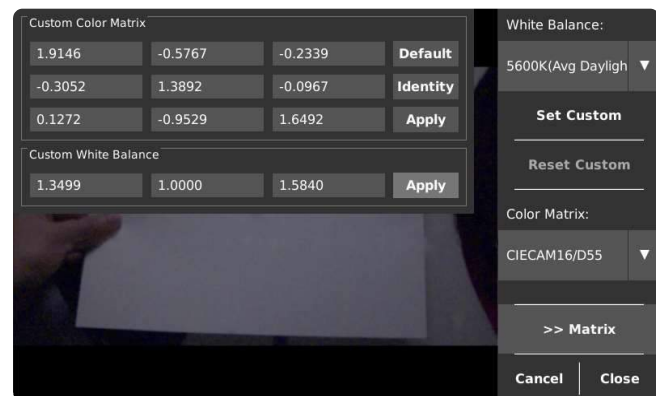 Custom Color Matrix
1.9146 -0.5767 -0.2339 Default
-0.3052 1.3892 -0.0967 Identity
0.1272 -0.9529 1.6492 Apply
Custom White Balance
1.3499 1.0000 1.5840 Apply
White Balance:
5600K(Avg Dayligh ▼
Set Custom
Reset Custom
Color Matrix:
CIECAM16/D55 ▼
>> Matrix
Cancel Close